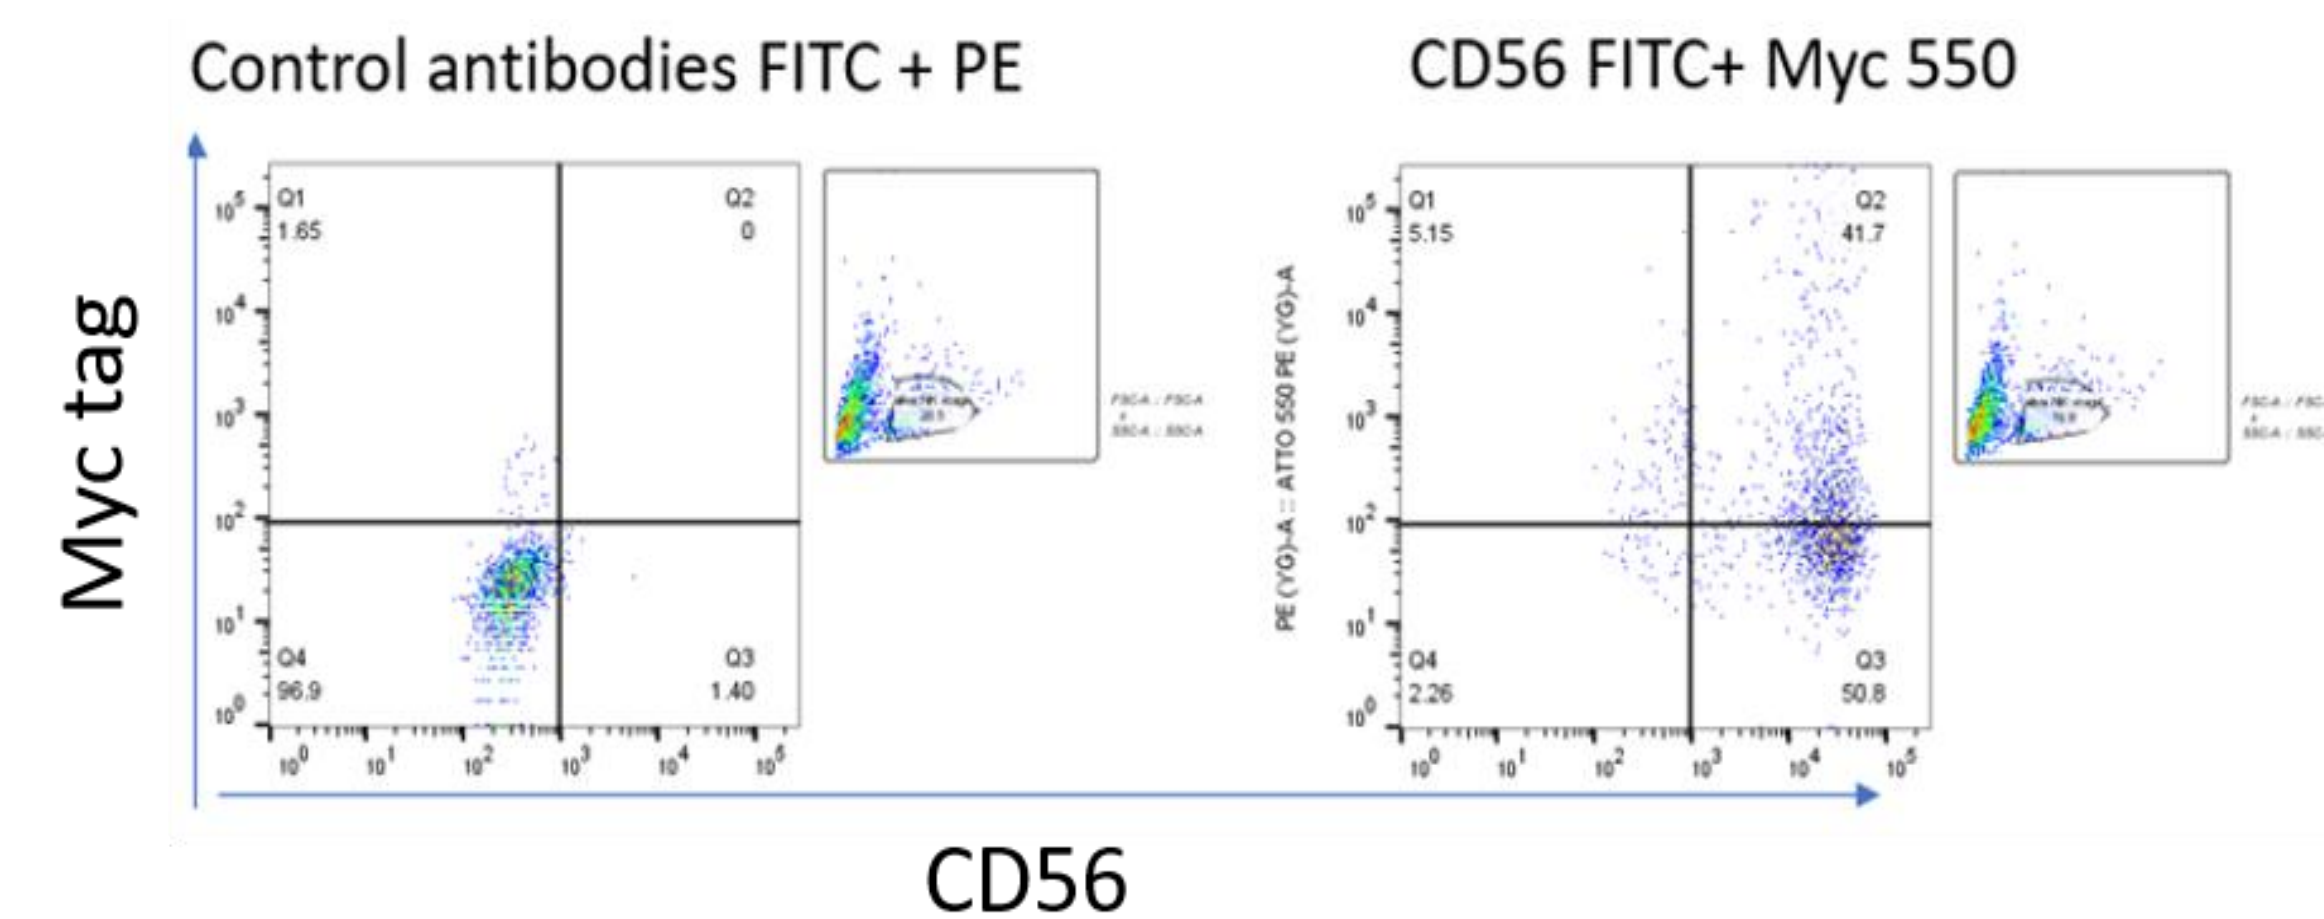 Control antibodies FITC + PE
CD56 FITC+ Myc 550
Myc tag
Q1
1.65
Q2
0
Q4
96.9
Q3
1.40
10^5
10^4
10^3
10^2
10^1
10^0
10^0 10^1 10^2 10^3 10^4 10^5
FSC-A :: FSC-A
SSC-A :: SSC-A
PE (YG)-A :: ATTO 550 PE (YG)-A
Q1
5.15
Q2
41.7
Q4
2.26
Q3
50.8
10^5
10^4
10^3
10^2
10^1
10^0
10^0 10^1 10^2 10^3 10^4 10^5
CD56